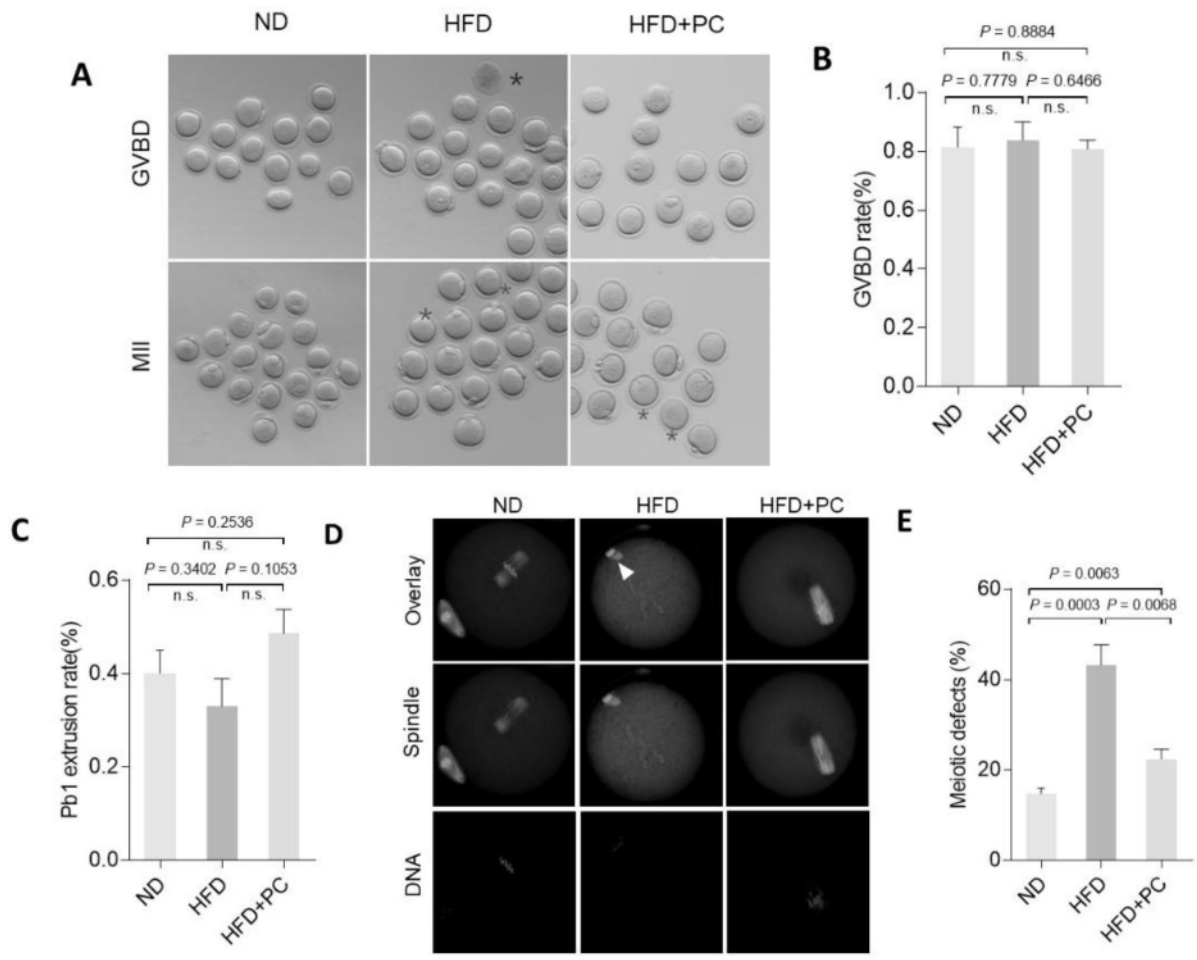 ND HFD HFD+PC
A
GVBD
MII
*
*
*
*
*
B
P = 0.8884
n.s.
P = 0.7779 P = 0.6466
n.s. n.s.
GVBD rate(%)
1.0
0.8
0.6
0.4
0.2
0.0
ND HFD HFD+PC
C
P = 0.2536
n.s.
P = 0.3402 P = 0.1053
n.s. n.s.
Pb1 extrusion rate(%)
0.6
0.4
0.2
0.0
ND HFD HFD+PC
D
ND HFD HFD+PC
Overlay
Spindle
DNA
E
P = 0.0063
P = 0.0003 P = 0.0068
Meiotic defects (%)
60
40
20
0
ND HFD HFD+PC